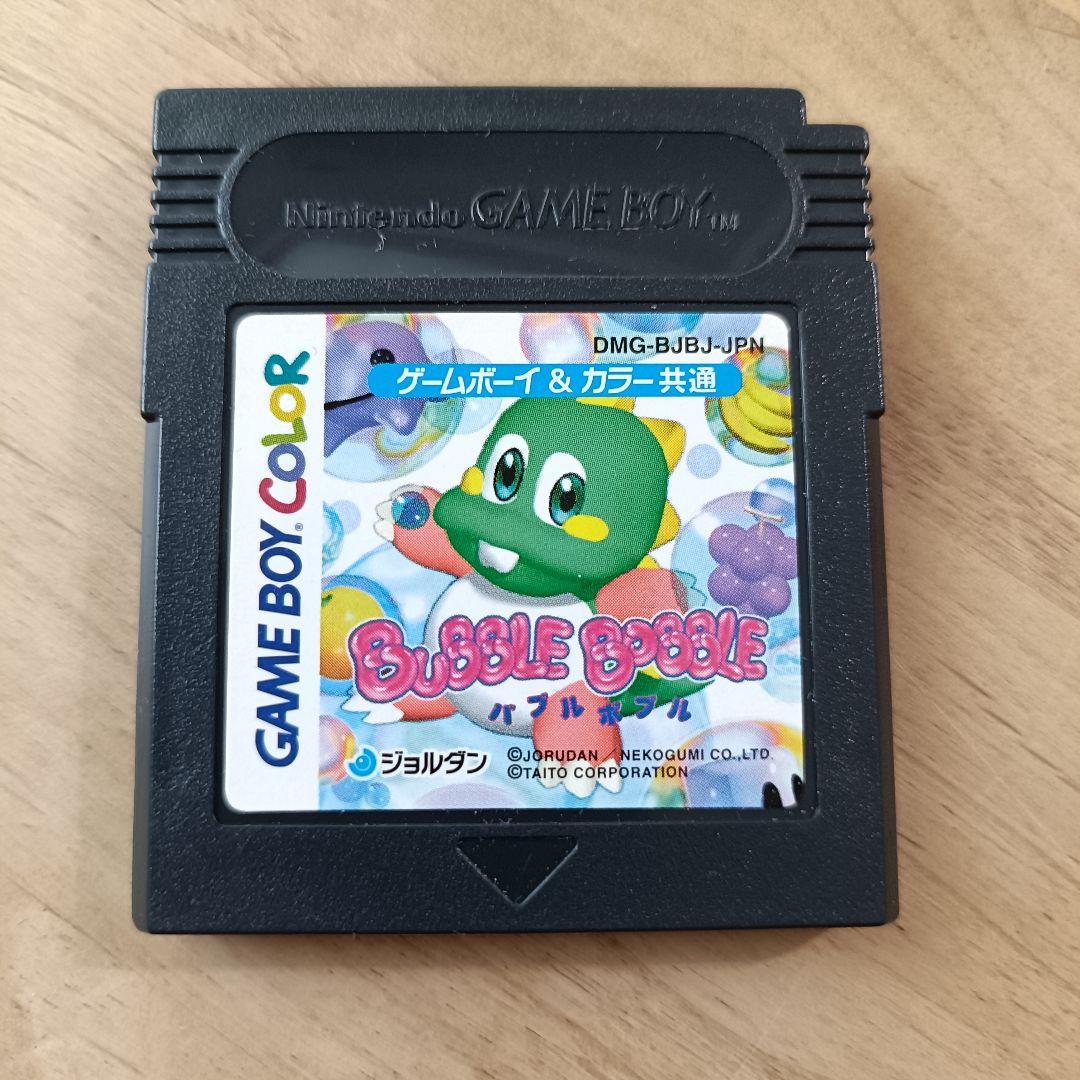 Nintendo GAME BOY TM
GAME BOY® COLOR
DMG-BJBJ-JPN
ゲームボーイ & カラー共通
BUBBLE BOBBLE
バブルボブル
ジョルダン
©JORUDAN / NEKOGUMI CO.,LTD.
©TAITO CORPORATION